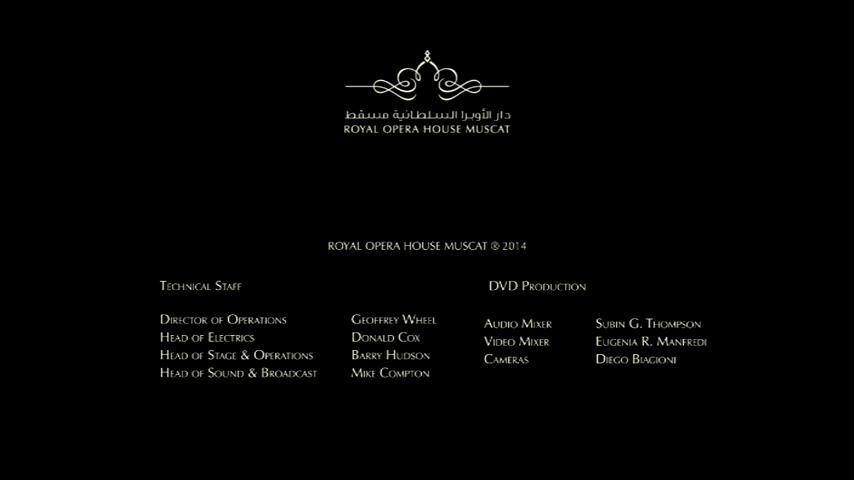 دار الأوبرا السلطانية مسقط
ROYAL OPERA HOUSE MUSCAT
ROYAL OPERA HOUSE MUSCAT ® 2014
Technical Staff
Director of Operations Geoffrey Wheel
Head of Electrics Donald Cox
Head of Stage & Operations Barry Hudson
Head of Sound & Broadcast Mike Compton
DVD Production
Audio Mixer Subin G. Thompson
Video Mixer Eugenia R. Manfredi
Cameras Diego Biagioni